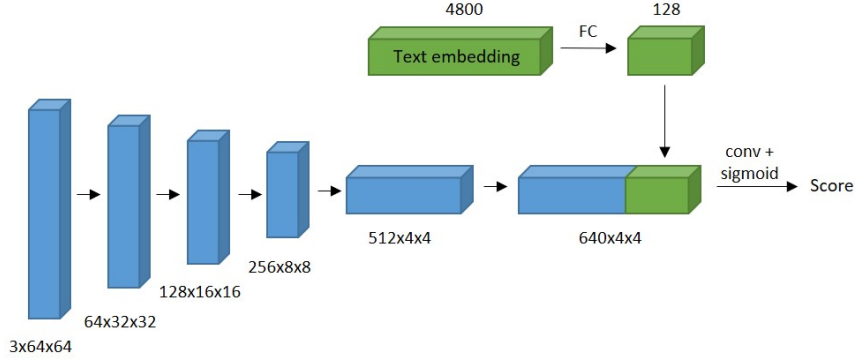 4800
128
Text embedding
FC
conv +
sigmoid
Score
512x4x4
640x4x4
256x8x8
128x16x16
64x32x32
3x64x64